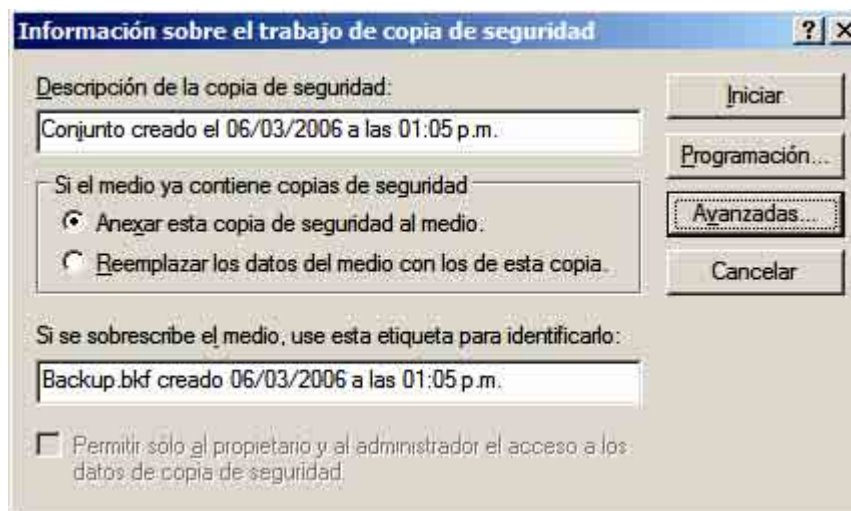 Información sobre el trabajo de copia de seguridad
Descripción de la copia de seguridad:
Conjunto creado el 06/03/2006 a las 01:05 p.m.
Si el medio ya contiene copias de seguridad
Anexar esta copia de seguridad al medio.
Reemplazar los datos del medio con los de esta copia.
Si se sobrescribe el medio, use esta etiqueta para identificarlo:
Backup.bkf creado 06/03/2006 a las 01:05 p.m.
Permitir sólo al propietario y al administrador el acceso a los
datos de copia de seguridad.
Iniciar
Programación...
Avanzadas...
Cancelar